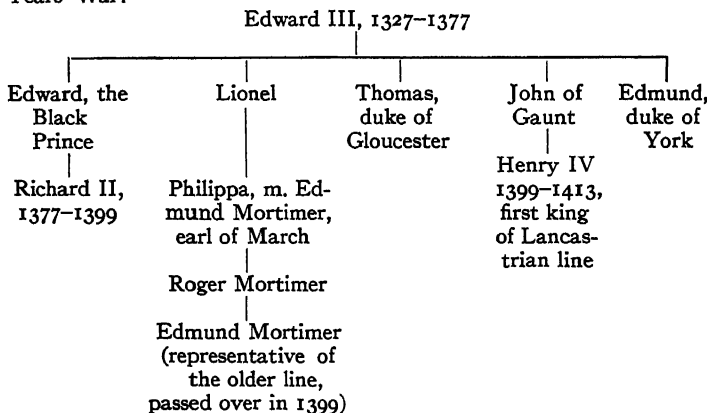 Edward III, 1327–1377
Edward, the
Black
Prince
Richard II,
1377–1399
Lionel
Philippa, m. Ed-
mund Mortimer,
earl of March
Roger Mortimer
Edmund Mortimer
(representative of
the older line,
passed over in 1399)
Thomas,
duke of
Gloucester
John of
Gaunt
Henry IV
1399–1413,
first king
of Lancas-
trian line
Edmund,
duke of
York